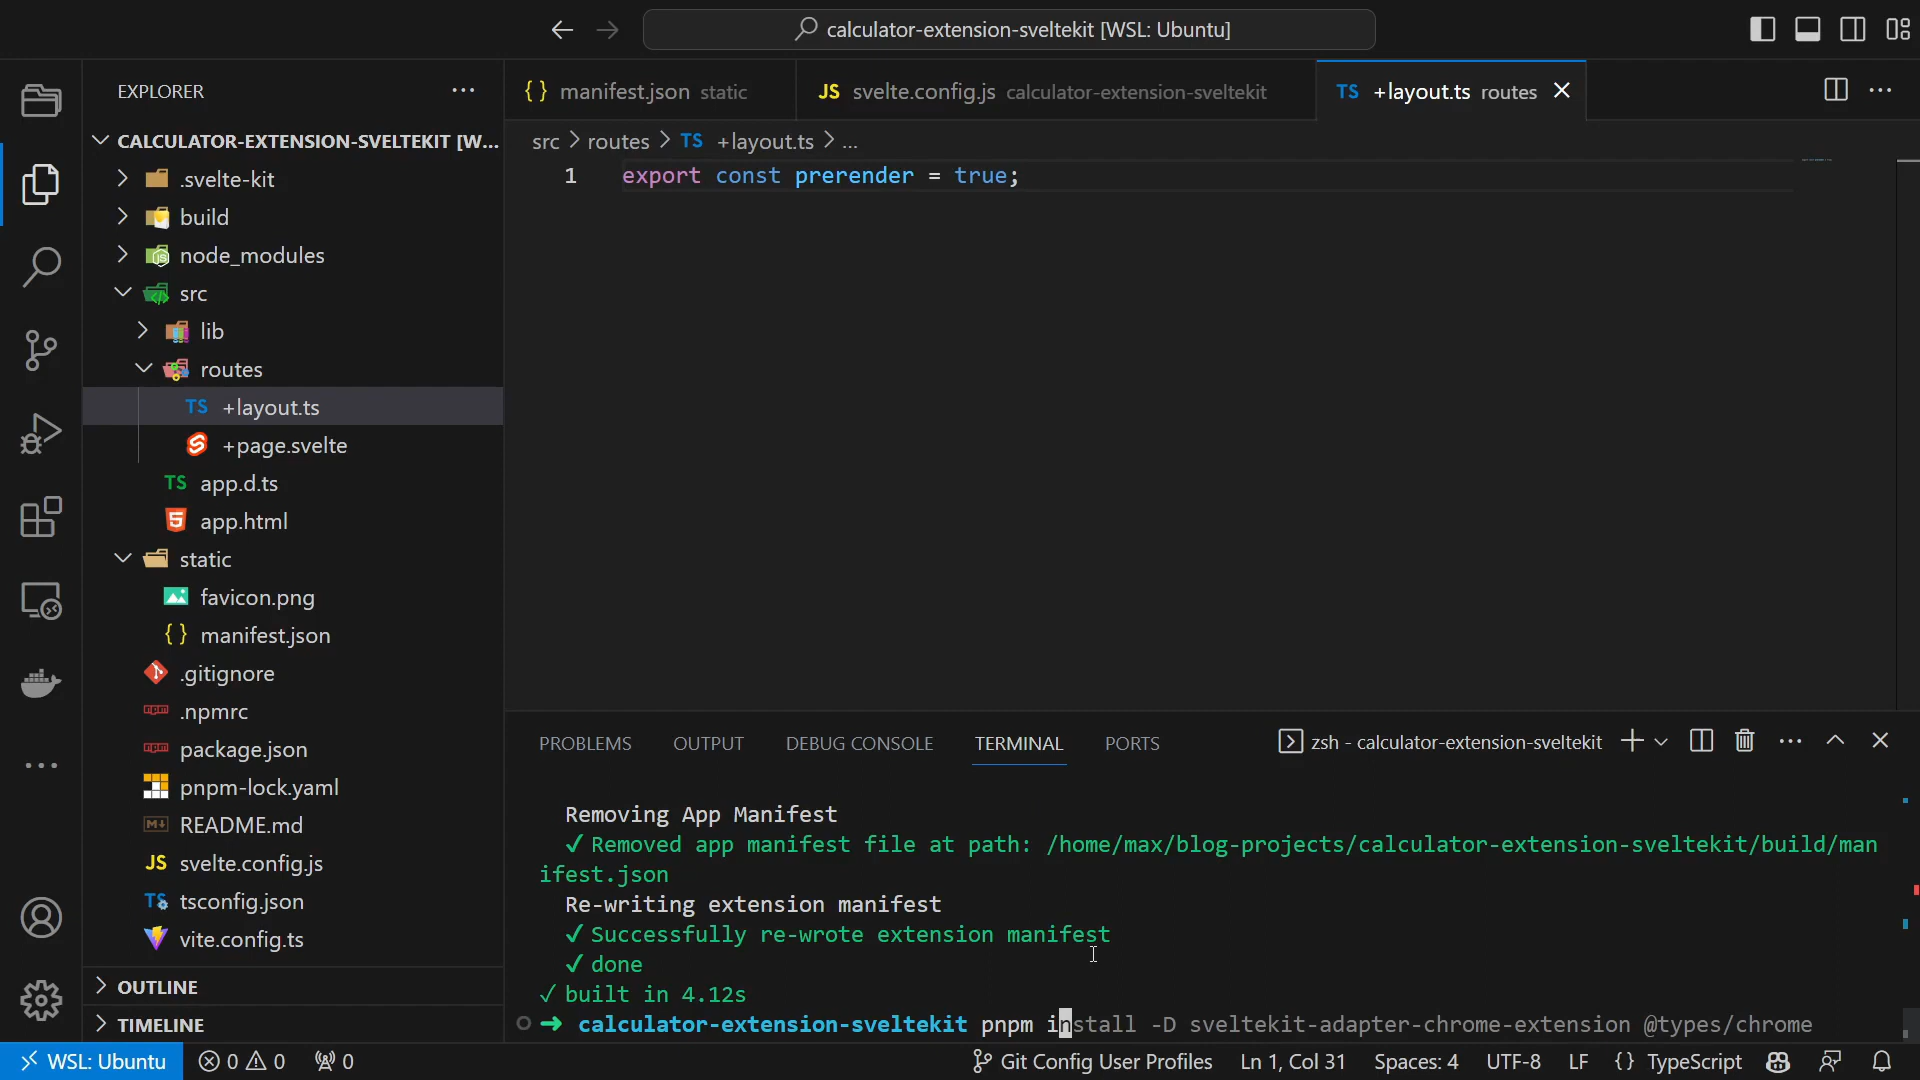 calculator-extension-sveltekit [WSL: Ubuntu]
EXPLORER
CALCULATOR-EXTENSION-SVELTEKIT [W...
.svelte-kit
build
node_modules
src
lib
routes
TS +layout.ts
+page.svelte
TS app.d.ts
app.html
static
favicon.png
{ } manifest.json
.gitignore
.npmrc
package.json
pnpm-lock.yaml
README.md
JS svelte.config.js
TS tsconfig.json
vite.config.ts
OUTLINE
TIMELINE
{ } manifest.json static
JS svelte.config.js calculator-extension-sveltekit
TS +layout.ts routes
src > routes > TS +layout.ts > ...
1 export const prerender = true;
PROBLEMS OUTPUT DEBUG CONSOLE TERMINAL PORTS
zsh - calculator-extension-sveltekit
Removing App Manifest
✓ Removed app manifest file at path: /home/max/blog-projects/calculator-extension-sveltekit/build/man
ifest.json
Re-writing extension manifest
✓ Successfully re-wrote extension manifest
✓ done
✓ built in 4.12s
➜ calculator-extension-sveltekit pnpm install -D sveltekit-adapter-chrome-extension @types/chrome
WSL: Ubuntu 0 0 0 Git Config User Profiles Ln 1, Col 31 Spaces: 4 UTF-8 LF { } TypeScript